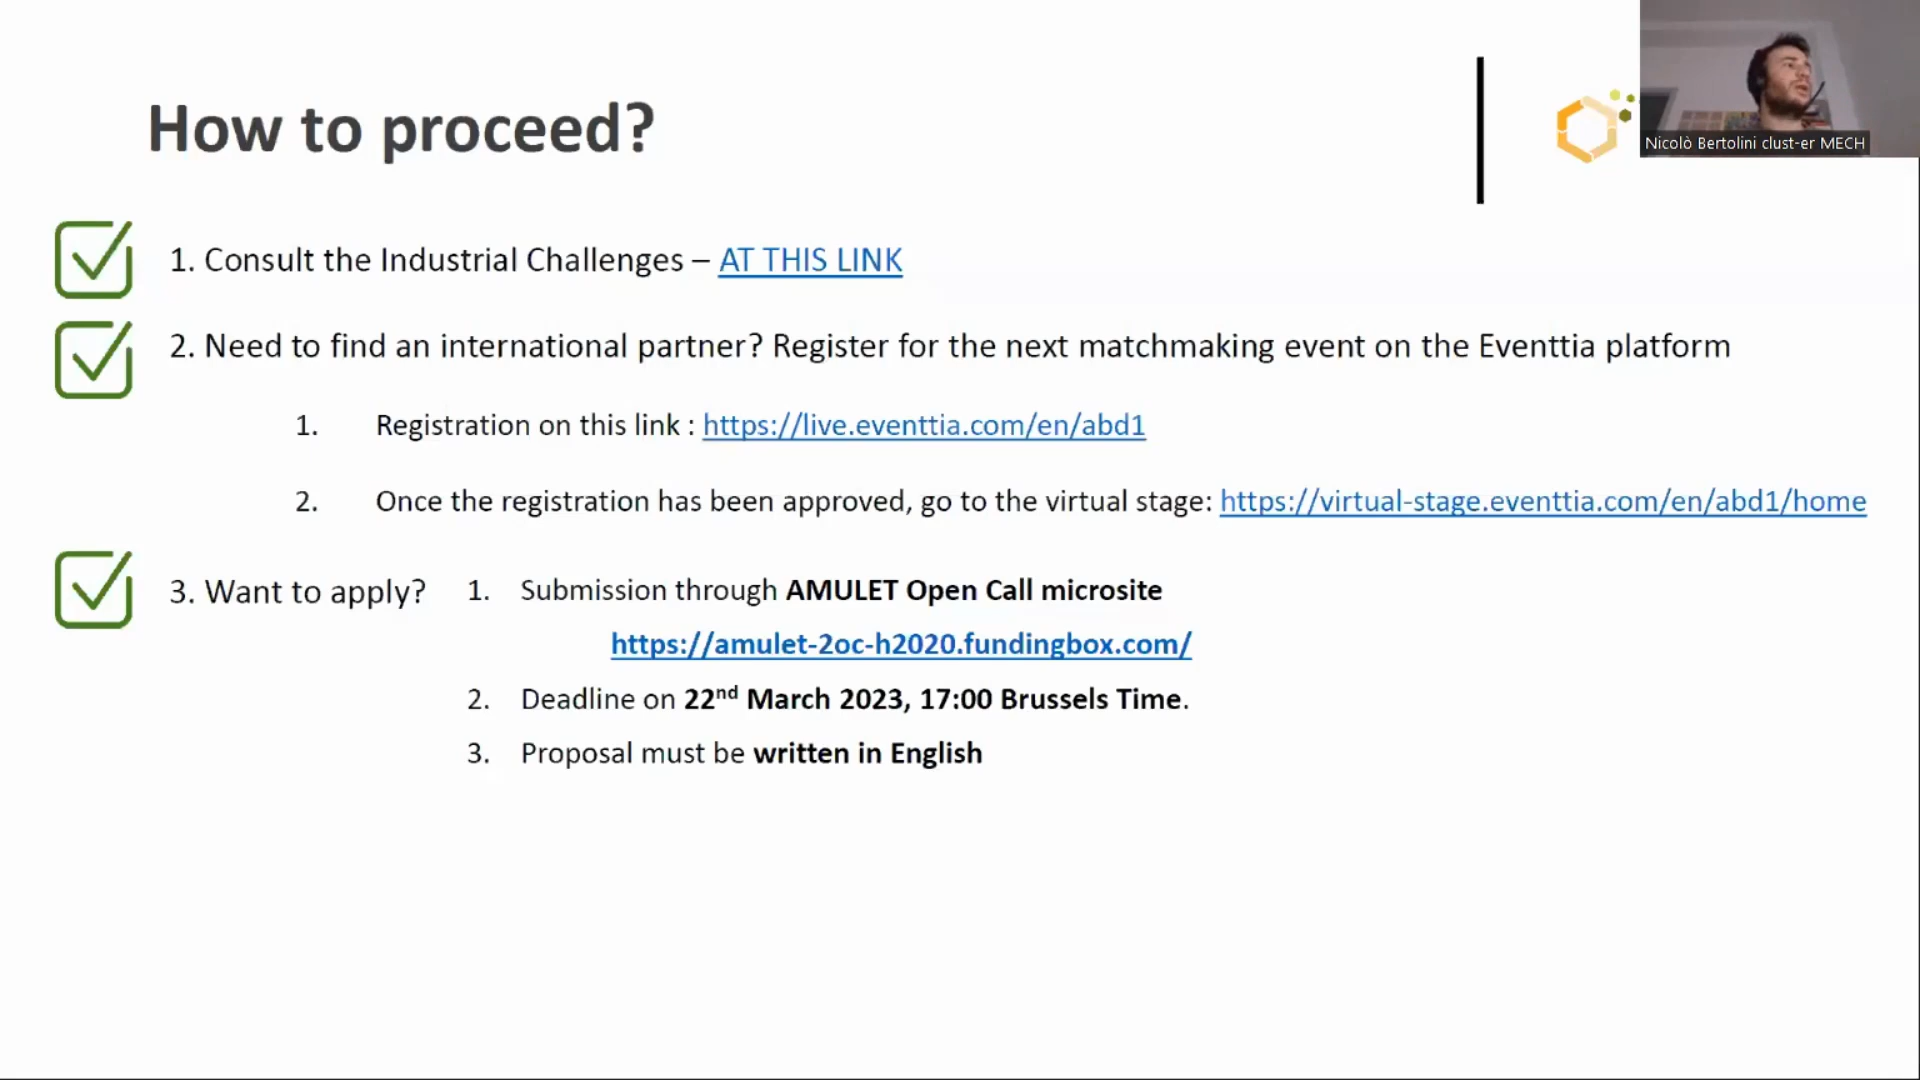 How to proceed?
Nicolò Bertolini clust-er MECH
1. Consult the Industrial Challenges – AT THIS LINK
2. Need to find an international partner? Register for the next matchmaking event on the Eventtia platform
1. Registration on this link : https://live.eventtia.com/en/abd1
2. Once the registration has been approved, go to the virtual stage: https://virtual-stage.eventtia.com/en/abd1/home
3. Want to apply? 1. Submission through AMULET Open Call microsite
https://amulet-2oc-h2020.fundingbox.com/
2. Deadline on 22nd March 2023, 17:00 Brussels Time.
3. Proposal must be written in English